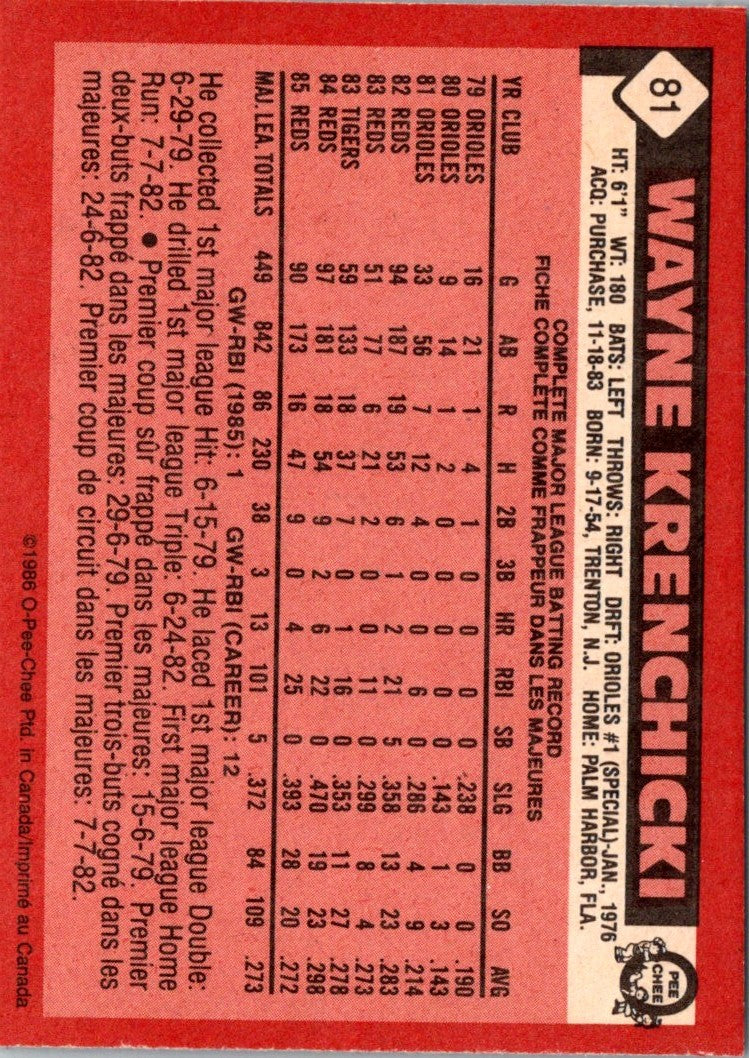 81
WAYNE KRENCHICKI
O PEE CHEE
HT: 6'1" WT: 180 BATS: LEFT THROWS: RIGHT DRFT: ORIOLES #1 (SPECIAL)-JAN., 1976
ACQ: PURCHASE, 11-18-83 BORN: 9-17-54, TRENTON, N.J. HOME: PALM HARBOR, FLA.
COMPLETE MAJOR LEAGUE BATTING RECORD
FICHE COMPLÈTE COMME FRAPPEUR DANS LES MAJEURES
YR CLUB G AB R H 2B 3B HR RBI SB SLG BB SO AVG
79 ORIOLES 16 21 1 4 1 0 0 0 0 .238 0 0 .190
80 ORIOLES 9 14 1 2 0 0 0 0 0 .143 1 3 .143
81 ORIOLES 33 56 7 12 4 0 0 6 0 .286 4 9 .214
82 REDS 94 187 19 53 6 1 2 21 5 .358 13 23 .283
83 REDS 51 77 6 21 2 0 0 11 0 .299 8 4 .273
83 TIGERS 59 133 18 37 7 0 1 16 0 .353 11 27 .278
84 REDS 97 181 18 54 9 2 6 22 0 .470 19 23 .298
85 REDS 90 173 16 47 9 0 4 25 0 .393 28 20 .272
MAJ. LEA. TOTALS 449 842 86 230 38 3 13 101 5 .372 84 109 .273
GW-RBI (1985): 1 GW-RBI (CAREER): 12
He collected 1st major league Hit: 6-15-79. He laced 1st major league Double:
6-29-79. He drilled 1st major league Triple: 6-24-82. First major league Home
Run: 7-7-82. ● Premier coup sûr frappé dans les majeures: 15-6-79. Premier
deux-buts frappé dans les majeures: 29-6-79. Premier trois-buts cogné dans les
majeures: 24-6-82. Premier coup de circuit dans les majeures: 7-7-82.
©1986 O-Pee-Chee Ptd. in Canada/Imprimé au Canada